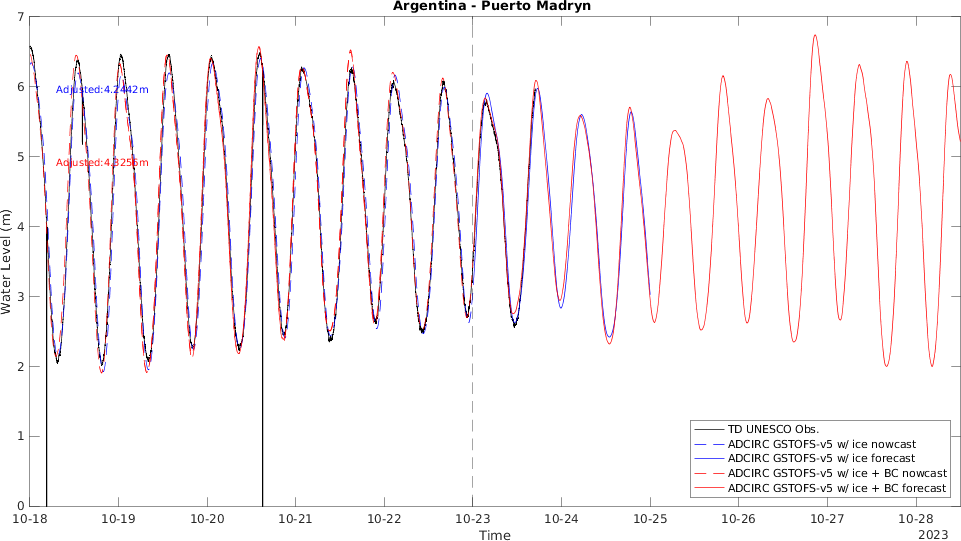 Argentina - Puerto Madryn
7
6
5
4
3
2
1
0
Water Level (m)
Adjusted:4.2442m
Adjusted:4.3256m
TD UNESCO Obs.
ADCIRC GSTOFS-v5 w/ ice nowcast
ADCIRC GSTOFS-v5 w/ ice forecast
ADCIRC GSTOFS-v5 w/ ice + BC nowcast
ADCIRC GSTOFS-v5 w/ ice + BC forecast
10-18 10-19 10-20 10-21 10-22 10-23 10-24 10-25 10-26 10-27 10-28
Time
2023